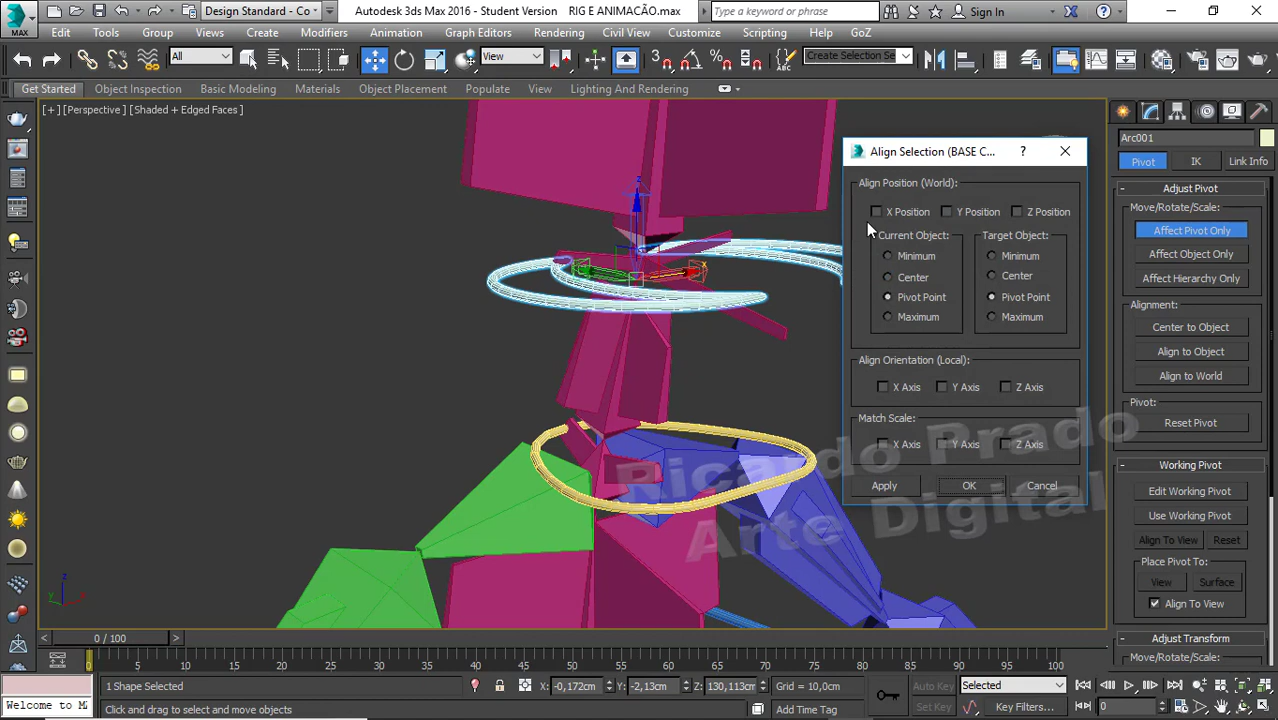 MAX
Design Standard - Co
Autodesk 3ds Max 2016 - Student Version RIG E ANIMACÃO.max
Type a keyword or phrase
Sign In
Edit Tools Group Views Create Modifiers Animation Graph Editors Rendering Civil View Customize Scripting Help GoZ
All
View
3
Create Selection Se
Get Started Object Inspection Basic Modeling Materials Object Placement Populate View Lighting And Rendering
[+] [Perspective] [Shaded + Edged Faces]
Arc001
Pivot IK Link Info
Adjust Pivot
Move/Rotate/Scale:
Affect Pivot Only
Affect Object Only
Affect Hierarchy Only
Alignment:
Center to Object
Align to Object
Align to World
Pivot:
Reset Pivot
Working Pivot
Edit Working Pivot
Use Working Pivot
Align To View Reset
Place Pivot To:
View Surface
Align To View
Adjust Transform
Move/Rotate/Scale:
Align Selection (BASE C...
Align Position (World):
X Position Y Position Z Position
Current Object: Target Object:
Minimum Minimum
Center Center
Pivot Point Pivot Point
Maximum Maximum
Align Orientation (Local):
X Axis Y Axis Z Axis
Match Scale:
X Axis Y Axis Z Axis
Apply OK Cancel
Ricardo Prado
Arte Digital
z
x
z
y
x
0 / 100
0 5 10 15 20 25 30 35 40 45 50 55 60 65 70 75 80 85 90 95 100
1 Shape Selected
X: -0,172cm Y: -2,13cm Z: 130,113cm
Grid = 10,0cm
Auto Key Selected
Welcome to M
Click and drag to select and move objects
Add Time Tag
Set Key Key Filters...
0